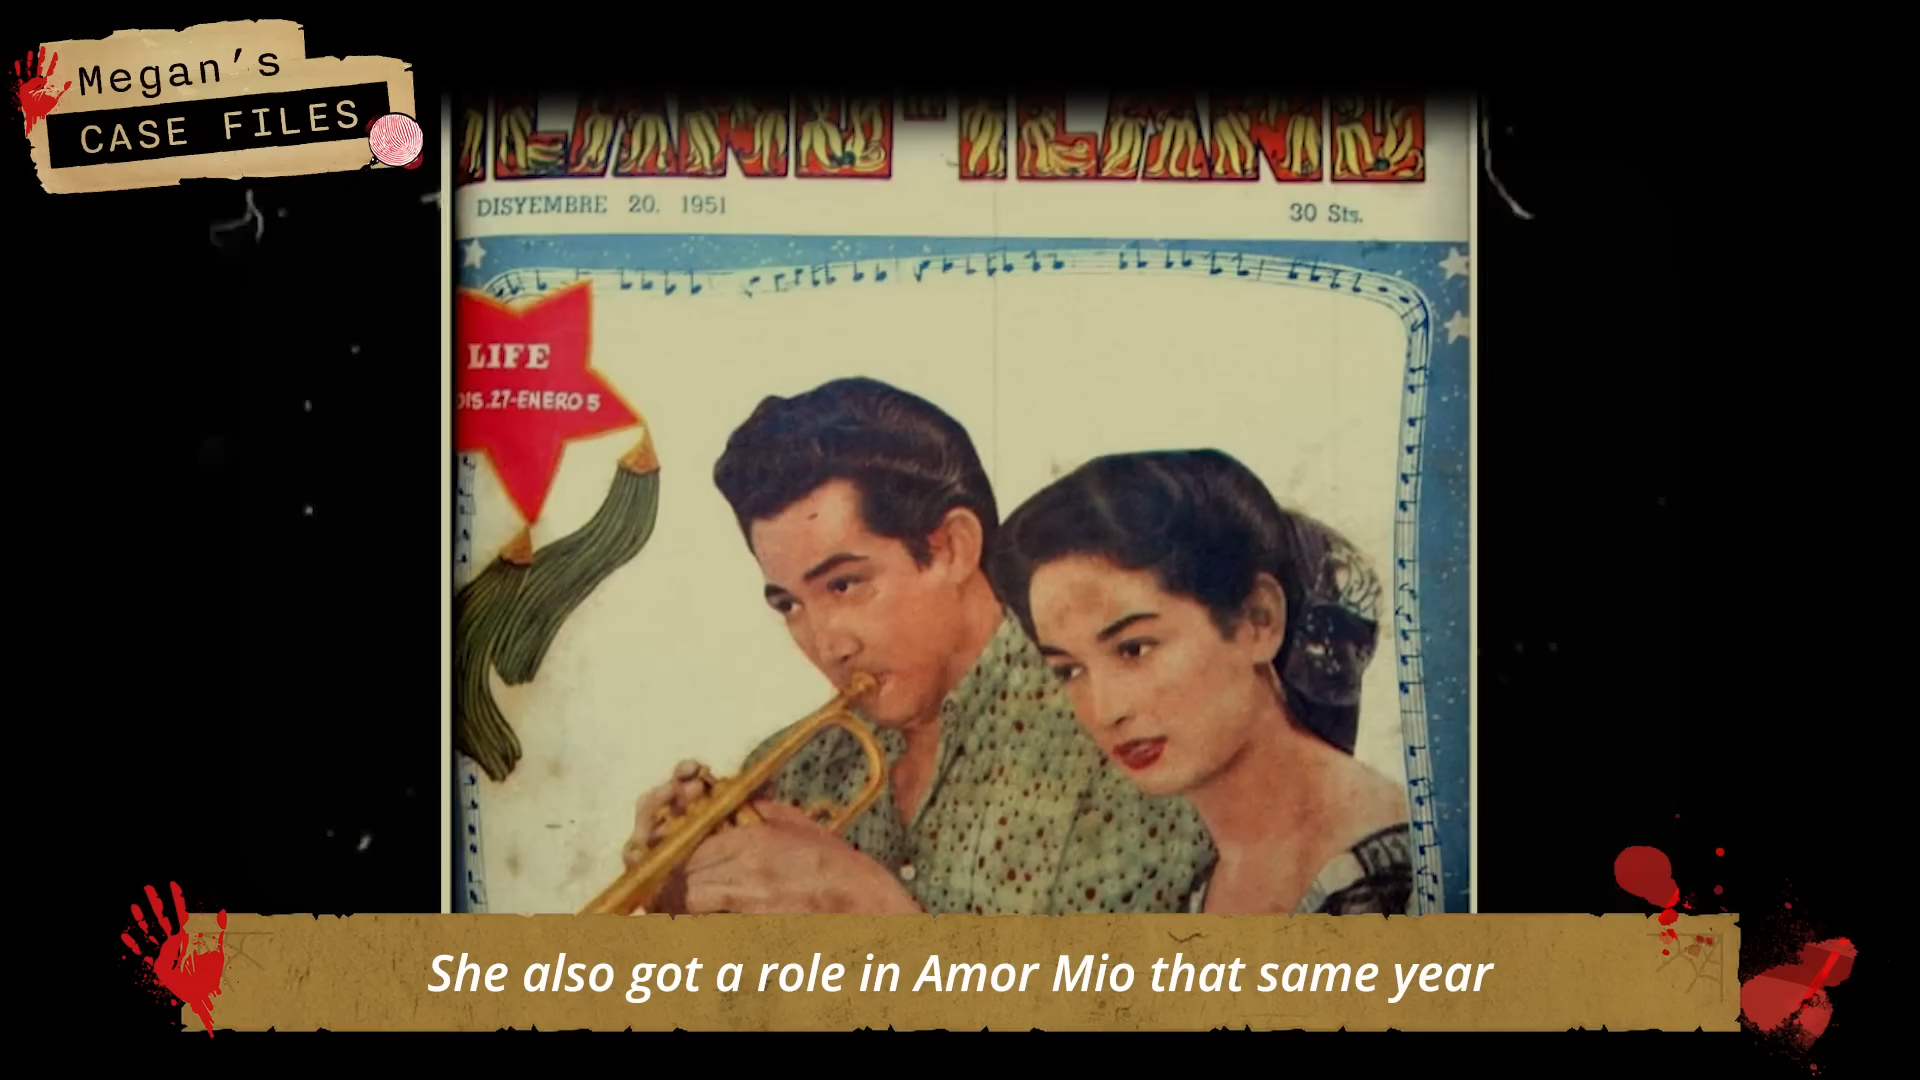 Megan's
CASE FILES
DISYEMBRE 20. 1951
30 Sts.
LIFE
DIS.27-ENERO 5
She also got a role in Amor Mio that same year